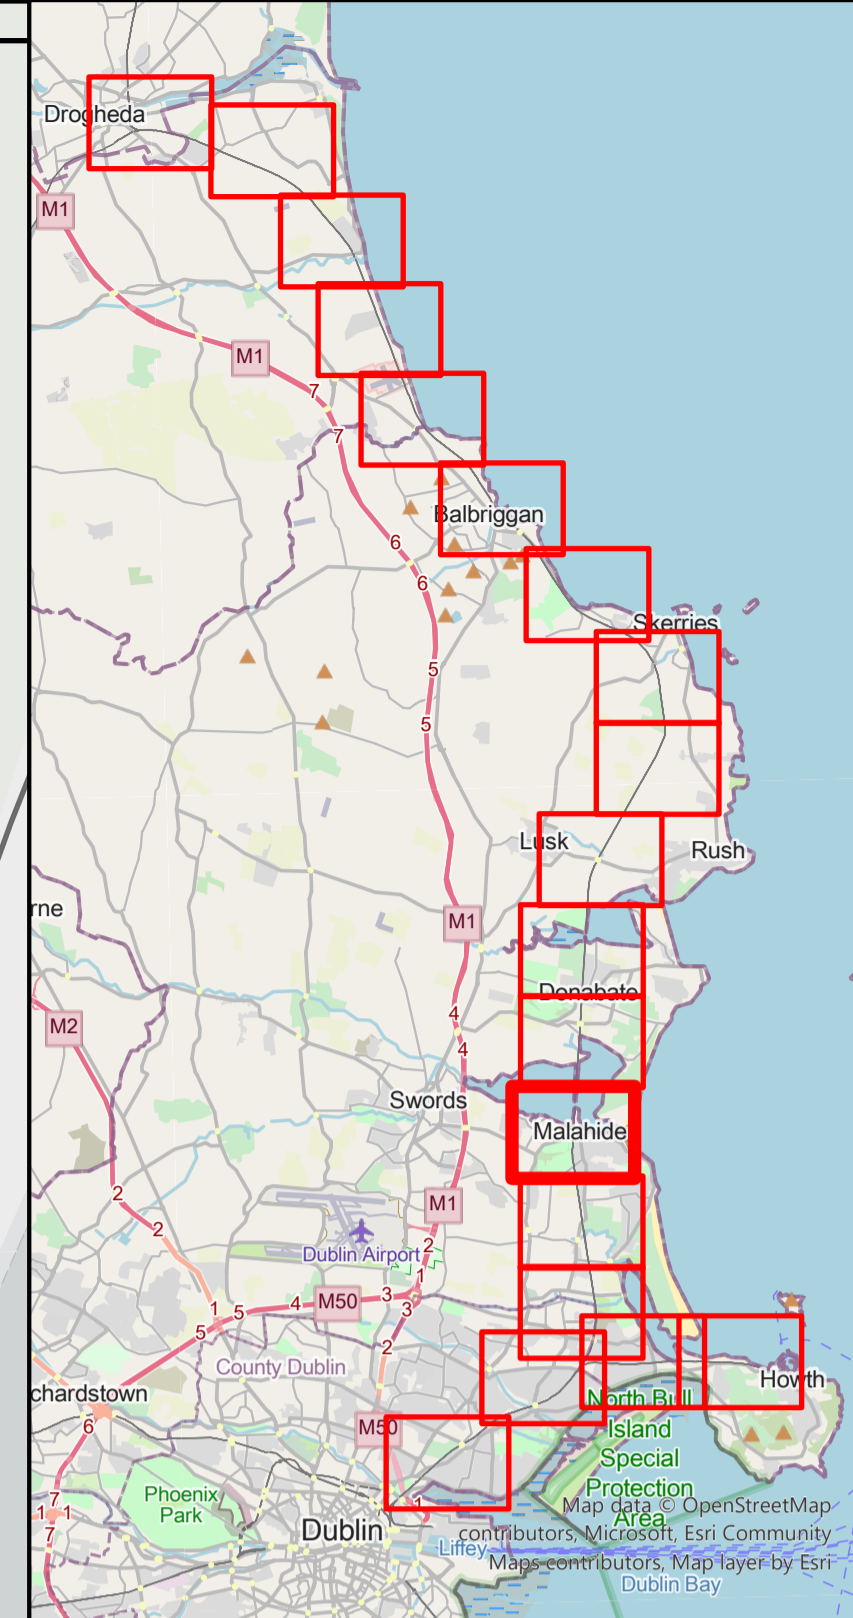 Drogheda
M1
M1
7
7
Balbriggan
6
6
Skerries
5
5
Lusk
Rush
rne
M1
Donabate
M2
4
4
Swords
Malahide
2
M1
2
2
Dublin Airport
1
M50
3
3
4
5
1
5
2
County Dublin
chardstown
Howth
North Bull
Island
Special
Protection
Area
M50
6
Phoenix
Park
7
1 1
7
1
Dublin
Liffey
Map data © OpenStreetMap
contributors, Microsoft, Esri Community
Maps contributors, Map layer by Esri
Dublin Bay